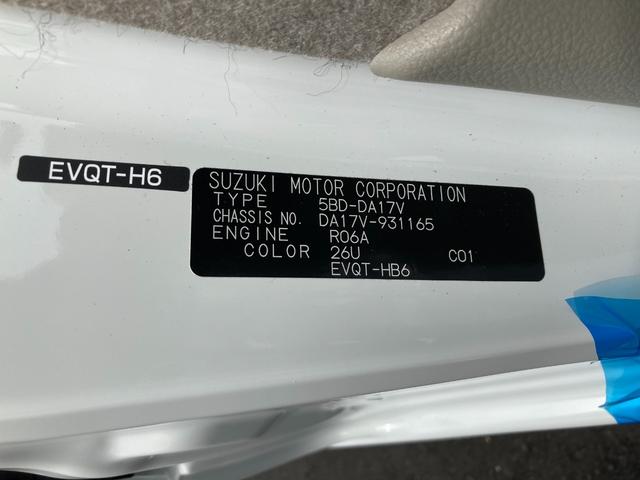 EVQT-H6
SUZUKI MOTOR CORPORATION
TYPE 5BD-DA17V
CHASSIS NO. DA17V-931165
ENGINE R06A
COLOR 26U C01
EVQT-HB6